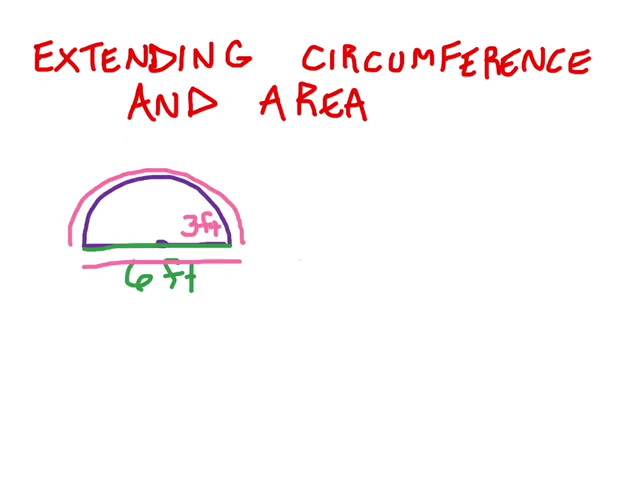 EXTENDING CIRCUMFERENCE
AND AREA
3ft
6 ft